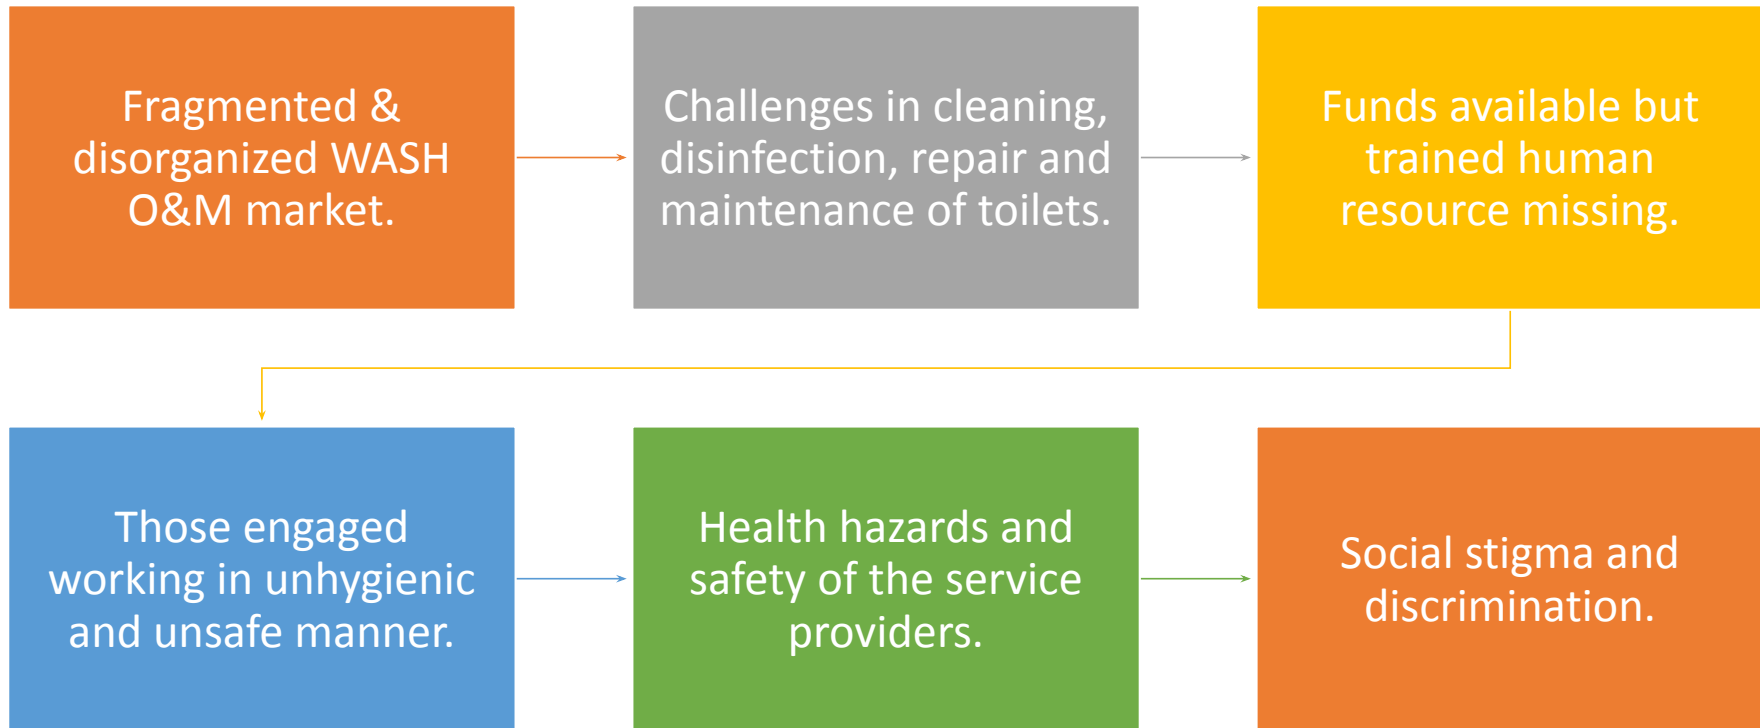 Fragmented &
disorganized WASH
O&M market.
Challenges in cleaning,
disinfection, repair and
maintenance of toilets.
Funds available but
trained human
resource missing.
Those engaged
working in unhygienic
and unsafe manner.
Health hazards and
safety of the service
providers.
Social stigma and
discrimination.